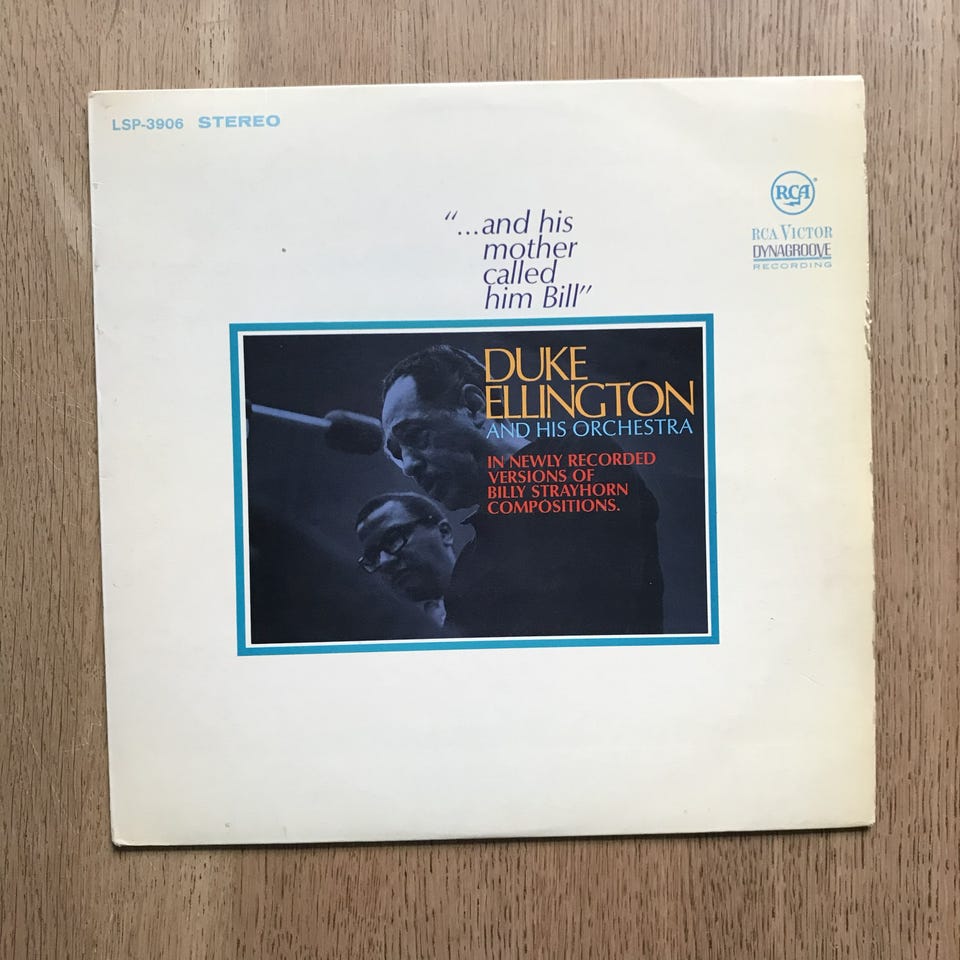 LSP-3906 STEREO
RCA®
RCA VICTOR
DYNAGROOVE
RECORDING
“...and his
mother
called
him Bill”
DUKE
ELLINGTON
AND HIS ORCHESTRA
IN NEWLY RECORDED
VERSIONS OF
BILLY STRAYHORN
COMPOSITIONS.